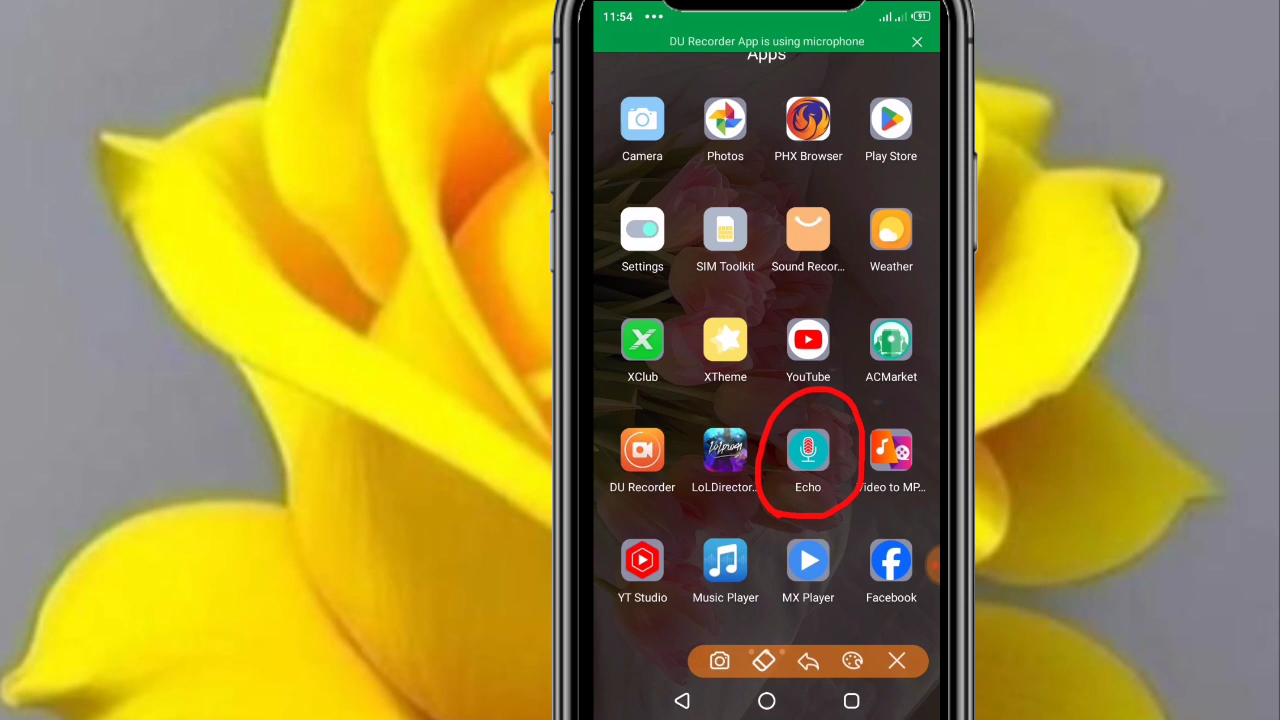 11:54
91
DU Recorder App is using microphone
Apps
Camera Photos PHX Browser Play Store
Settings SIM Toolkit Sound Recor... Weather
XClub XTheme YouTube ACMarket
DU Recorder LoLDirector.. Echo Video to MP...
YT Studio Music Player MX Player Facebook